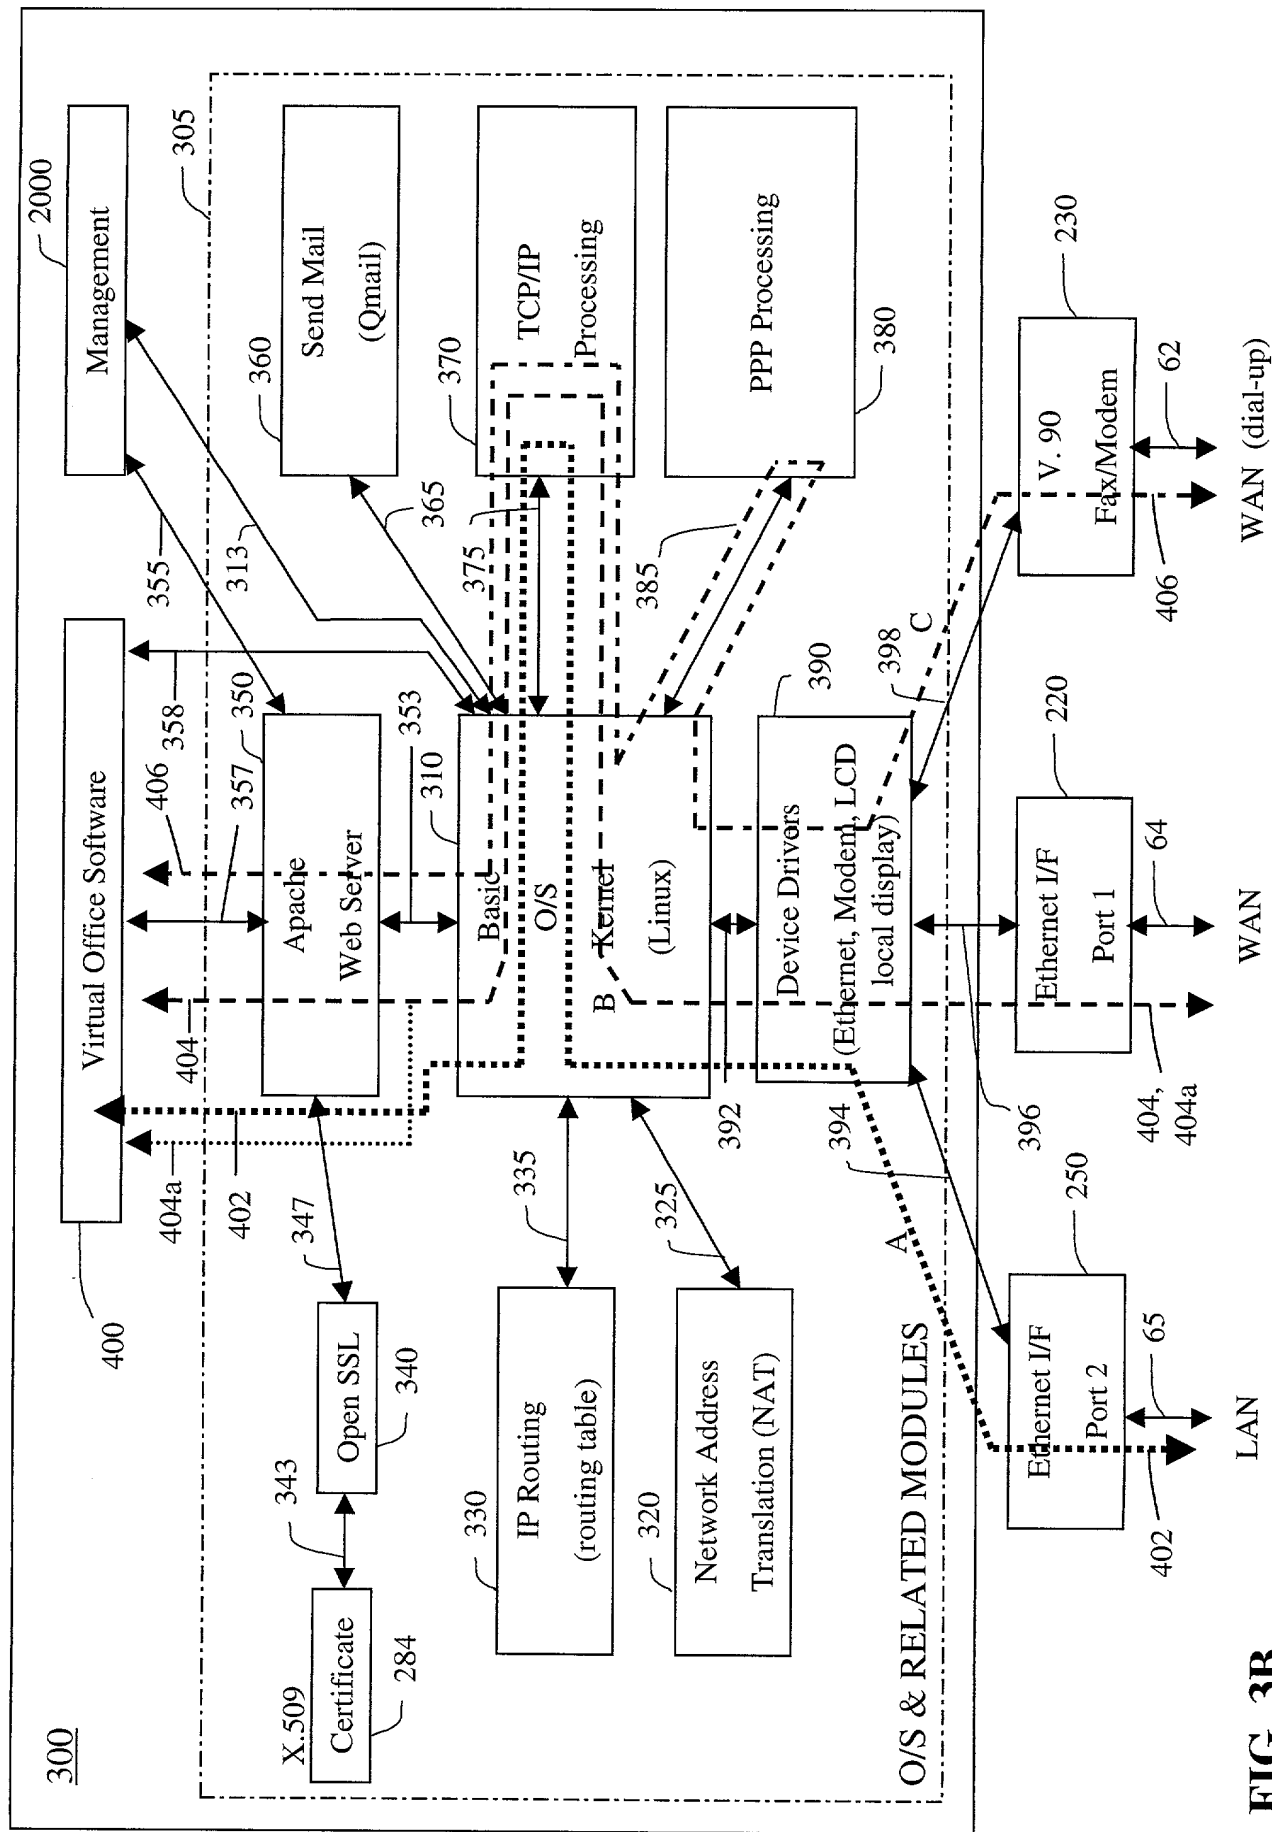 300
400
Virtual Office Software
2000
Management
404a
402
404
406
357
350
358
355
313
305
X.509
Certificate
284
343
Open SSL
340
347
Apache
Web Server
353
310
360
Send Mail
(Qmail)
365
330
IP Routing
(routing table)
335
Basic
O/S
Kernel
(Linux)
B
375
370
TCP/IP
Processing
320
Network Address
Translation (NAT)
325
392
385
PPP Processing
380
390
Device Drivers
(Ethernet, Modem, LCD
local display)
394
A
398
C
O/S & RELATED MODULES
396
250
Ethernet I/F
Port 2
65
402
LAN
220
Ethernet I/F
Port 1
64
404,
404a
WAN
230
V. 90
Fax/Modem
62
406
WAN (dial-up)
FIG. 3B